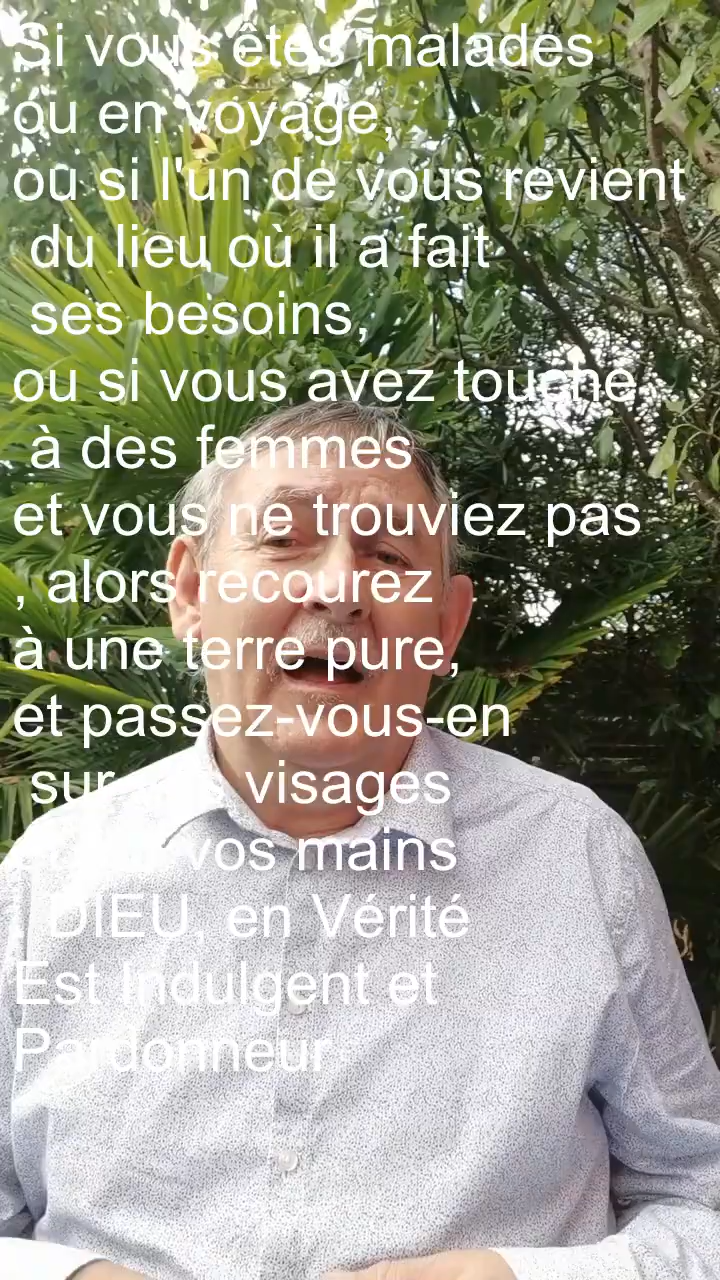 Si vous êtes malades
ou en voyage,
ou si l'un de vous revient
du lieu où il a fait
ses besoins,
ou si vous avez touché
à des femmes
et vous ne trouviez pas
, alors recourez
à une terre pure,
et passez-vous-en
sur visages
vos mains
. DIEU, en Vérité
Est Indulgent et
Pardonneur